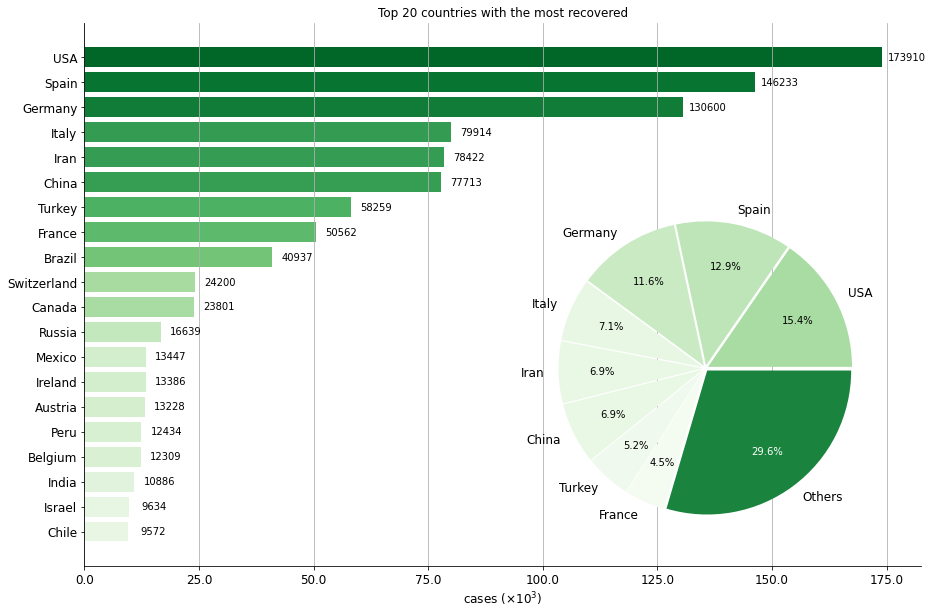 Top 20 countries with the most recovered
USA 173910
Spain 146233
Germany 130600
Italy 79914
Iran 78422
China 77713
Turkey 58259
France 50562
Brazil 40937
Switzerland 24200
Canada 23801
Russia 16639
Mexico 13447
Ireland 13386
Austria 13228
Peru 12434
Belgium 12309
India 10886
Israel 9634
Chile 9572
0.0 25.0 50.0 75.0 100.0 125.0 150.0 175.0
cases (×10³)
USA 15.4%
Spain 12.9%
Germany 11.6%
Italy 7.1%
Iran 6.9%
China 6.9%
Turkey 5.2%
France 4.5%
Others 29.6%